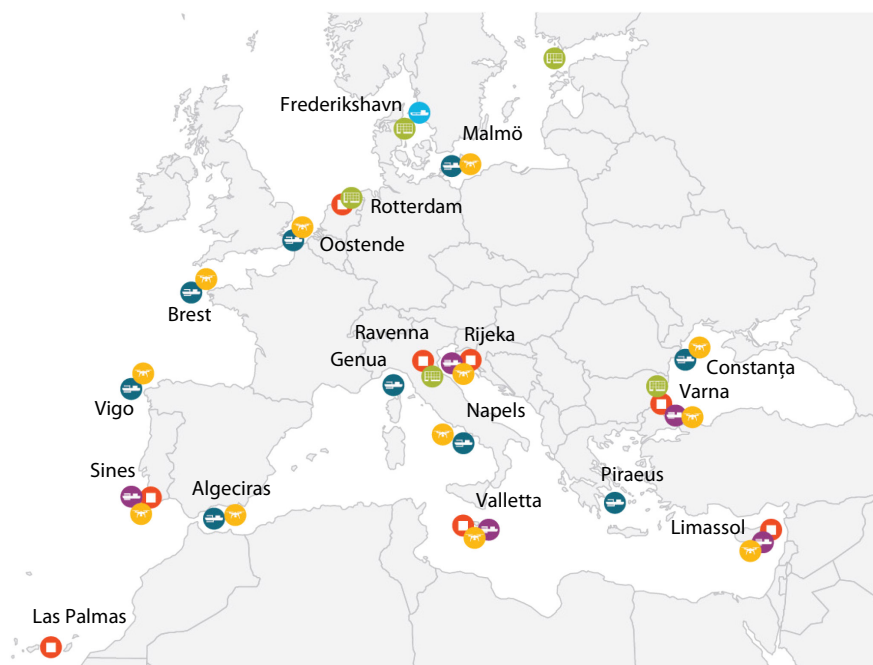 Frederikshavn
Malmö
Rotterdam
Oostende
Brest
Ravenna
Rijeka
Genua
Constanța
Varna
Vigo
Napels
Sines
Algeciras
Valletta
Piraeus
Limassol
Las Palmas